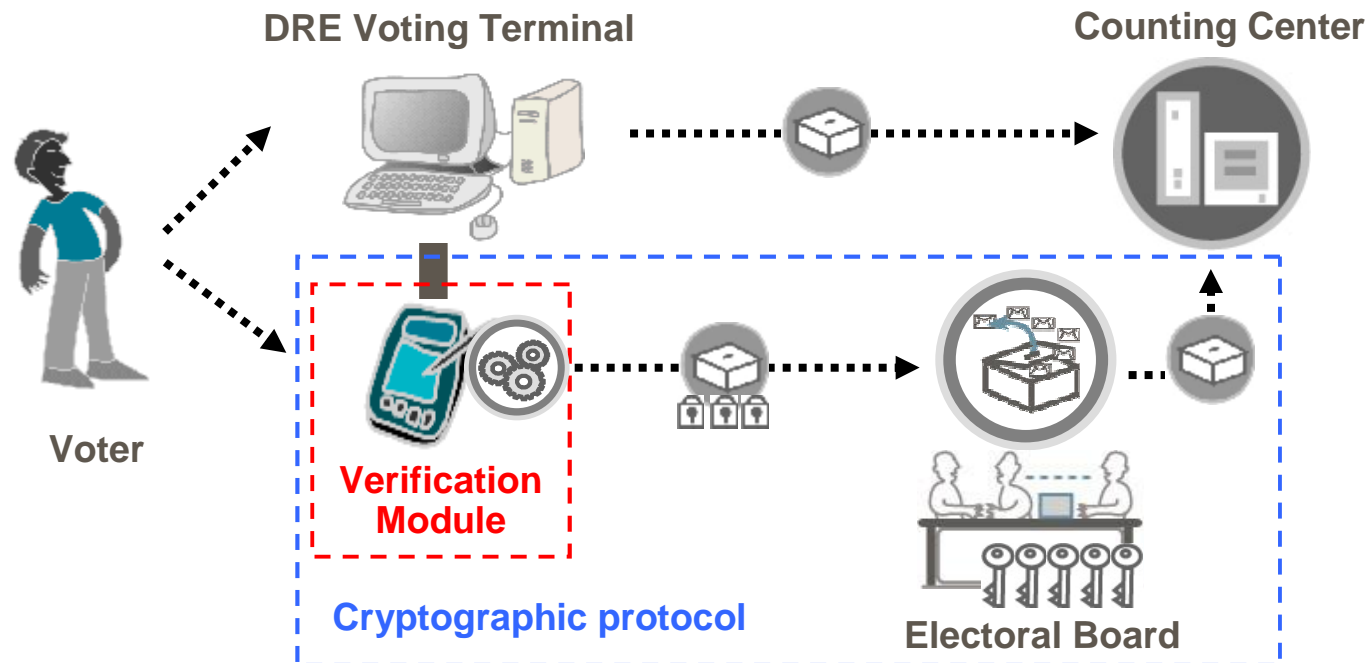 DRE Voting Terminal
Counting Center
Voter
Verification
Module
Cryptographic protocol
Electoral Board